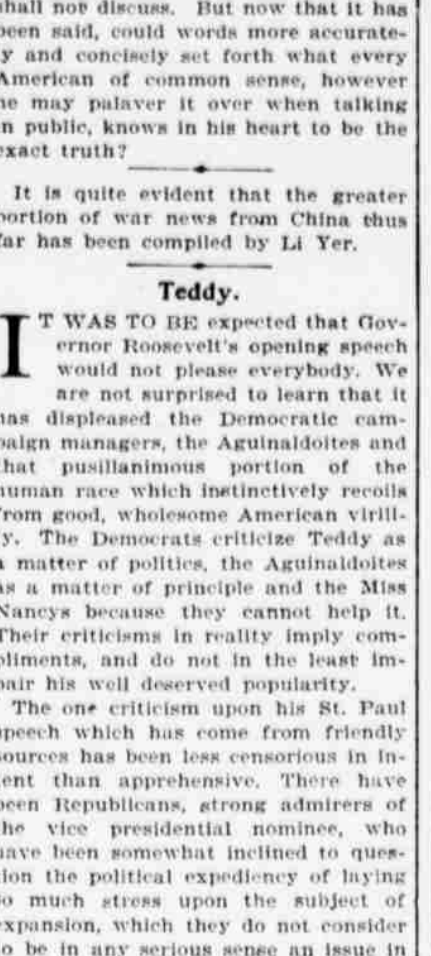 shall not discuss. But now that it has
been said, could words more accurate-
ly and concisely set forth what every
American of common sense, however
he may palaver it over when talking
in public, knows in his heart to be the
exact truth?
It is quite evident that the greater
portion of war news from China thus
far has been compiled by Li Yer.
Teddy.
IT WAS TO BE expected that Gov-
ernor Roosevelt's opening speech
would not please everybody. We
are not surprised to learn that it
has displeased the Democratic cam-
paign managers, the Aguinaldoites and
that pusillanimous portion of the
human race which instinctively recoils
from good, wholesome American virili-
ty. The Democrats criticize Teddy as
a matter of politics, the Aguinaldoites
as a matter of principle and the Miss
Nancys because they cannot help it.
Their criticisms in reality imply com-
pliments, and do not in the least im-
pair his well deserved popularity.
The one criticism upon his St. Paul
speech which has come from friendly
sources has been less censorious in in-
tent than apprehensive. There have
been Republicans, strong admirers of
the vice presidential nominee, who
have been somewhat inclined to ques-
tion the political expediency of laying
so much stress upon the subject of
expansion, which they do not consider
to be in any serious sense an issue in